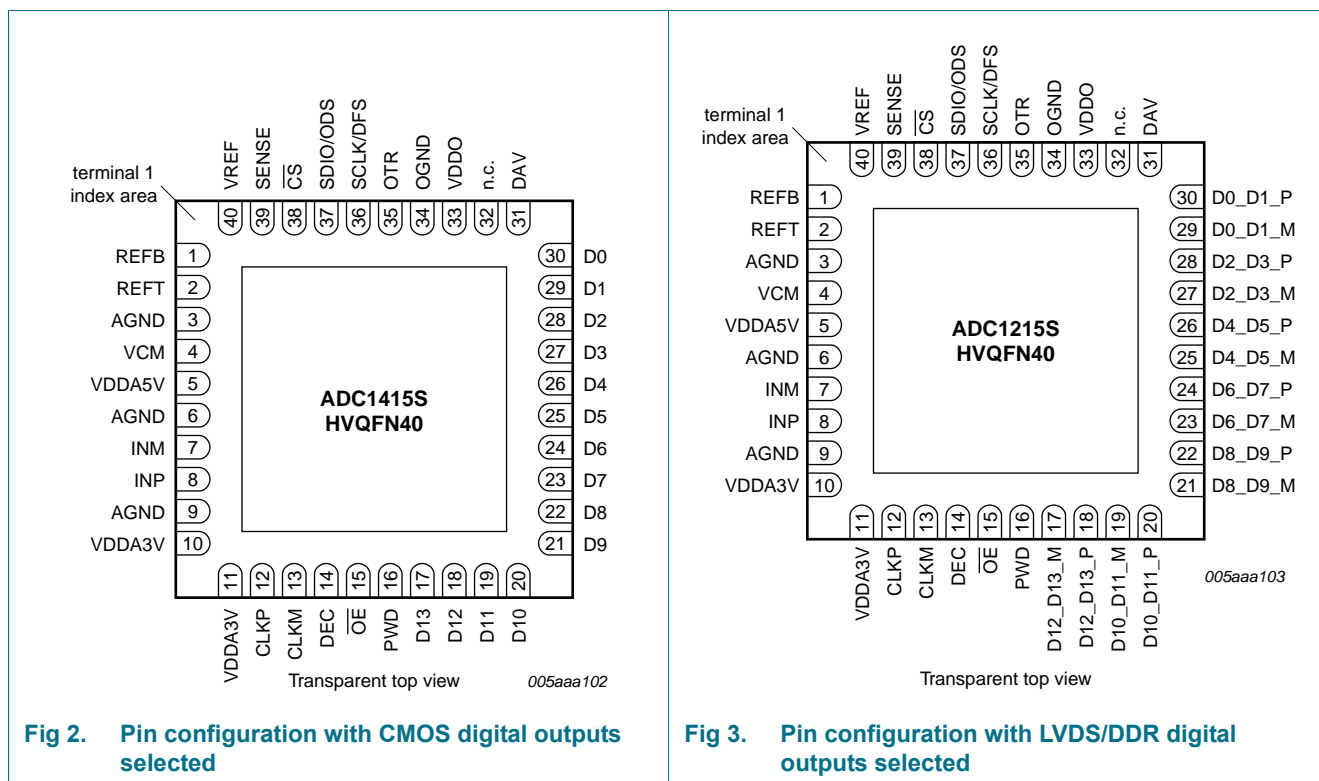 terminal 1
index area
VREF
SENSE
CS
SDIO/ODS
SCLK/DFS
OTR
OGND
VDDO
n.c.
DAV
40 39 38 37 36 35 34 33 32 31
REFB 1
REFT 2
AGND 3
VCM 4
VDDA5V 5
AGND 6
INM 7
INP 8
AGND 9
VDDA3V 10
ADC1415S
HVQFN40
30 D0
29 D1
28 D2
27 D3
26 D4
25 D5
24 D6
23 D7
22 D8
21 D9
11 12 13 14 15 16 17 18 19 20
VDDA3V
CLKP
CLKM
DEC
OE
PWD
D13
D12
D11
D10
Transparent top view
005aaa102
Fig 2. Pin configuration with CMOS digital outputs
selected
terminal 1
index area
VREF
SENSE
CS
SDIO/ODS
SCLK/DFS
OTR
OGND
VDDO
n.c.
DAV
40 39 38 37 36 35 34 33 32 31
REFB 1
REFT 2
AGND 3
VCM 4
VDDA5V 5
AGND 6
INM 7
INP 8
AGND 9
VDDA3V 10
ADC1215S
HVQFN40
30 D0_D1_P
29 D0_D1_M
28 D2_D3_P
27 D2_D3_M
26 D4_D5_P
25 D4_D5_M
24 D6_D7_P
23 D6_D7_M
22 D8_D9_P
21 D8_D9_M
11 12 13 14 15 16 17 18 19 20
VDDA3V
CLKP
CLKM
DEC
OE
PWD
D12_D13_M
D12_D13_P
D10_D11_M
D10_D11_P
005aaa103
Transparent top view
Fig 3. Pin configuration with LVDS/DDR digital
outputs selected